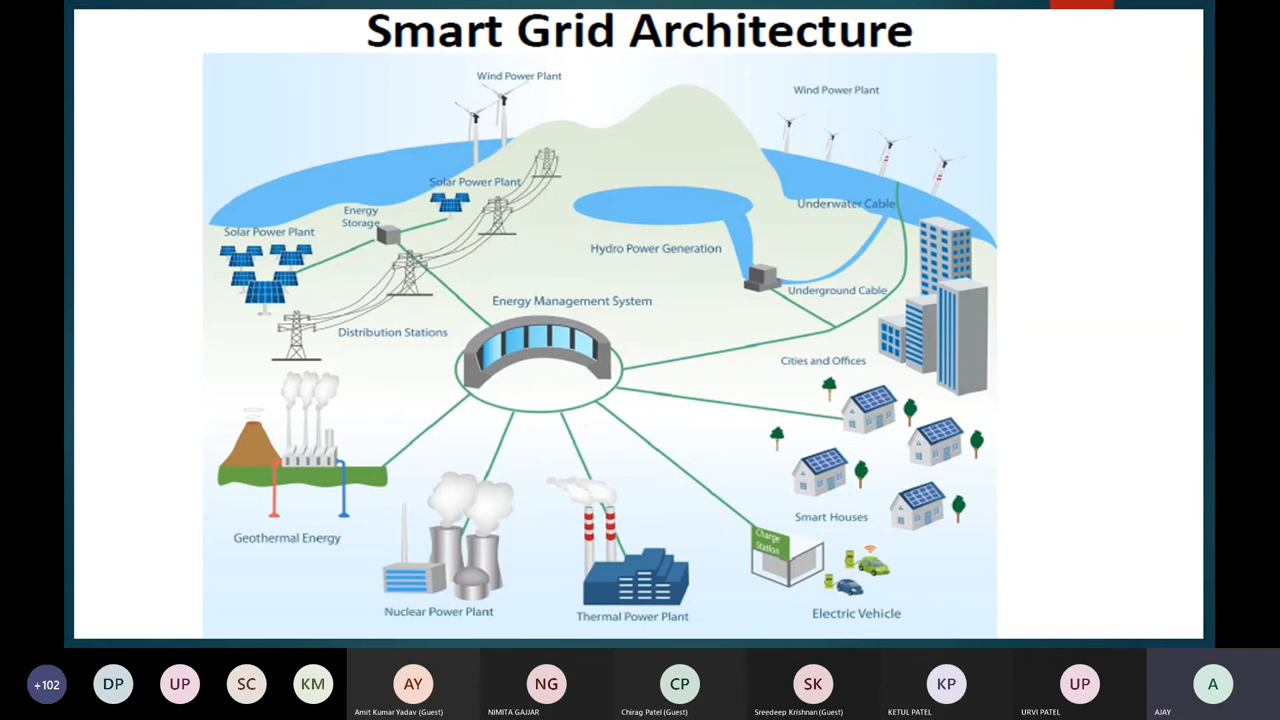 Smart Grid Architecture
Wind Power Plant
Wind Power Plant
Solar Power Plant
Energy
Storage
Underwater Cable
Solar Power Plant
Hydro Power Generation
Underground Cable
Energy Management System
Distribution Stations
Cities and Offices
Smart Houses
Geothermal Energy
Charge
Station
Nuclear Power Plant
Thermal Power Plant
Electric Vehicle
+102
DP
UP
SC
KM
AY
NG
CP
SK
KP
UP
A
Amit Kumar Yadav (Guest)
NIMITA GAJJAR
Chirag Patel (Guest)
Sreedeep Krishnan (Guest)
KETUL PATEL
URVI PATEL
AJAY